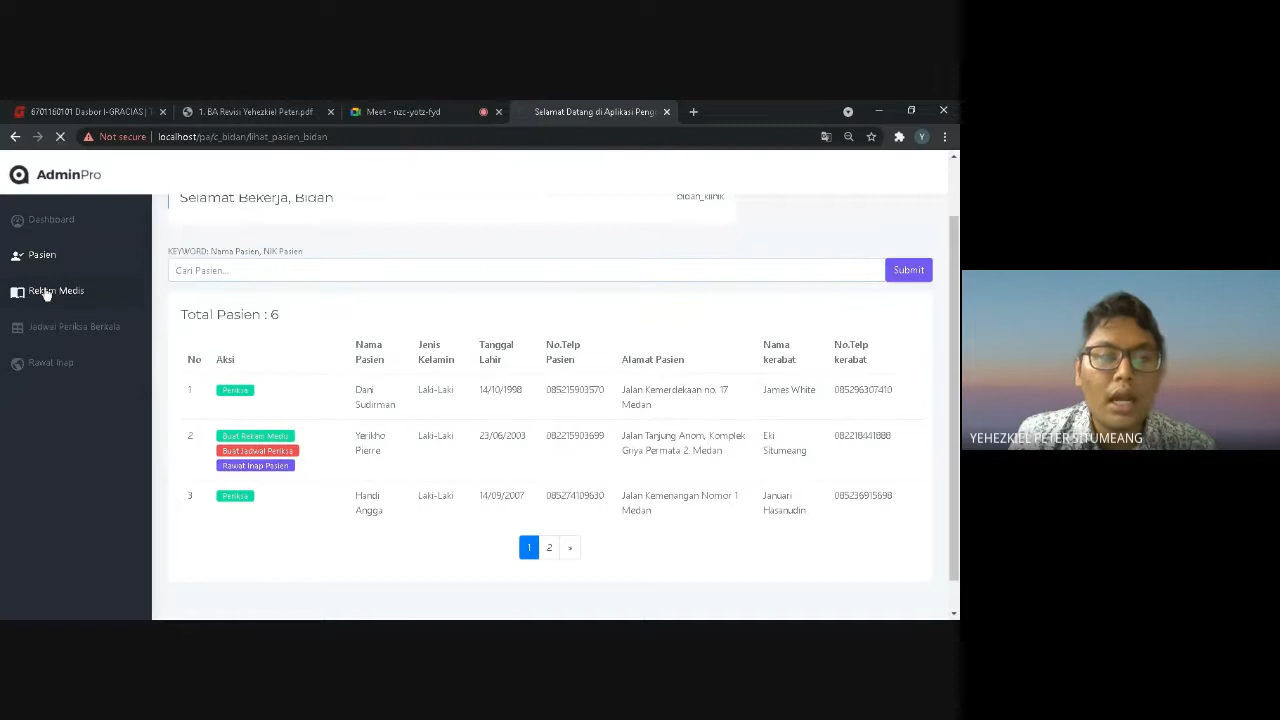 6701160101 Dasbor I-GRACIAS | T
1. BA Revisi Yehezkiel Peter.pdf
Meet - nzc-yotz-fyd
Selamat Datang di Aplikasi Peng
Not secure
localhost/pa/c_bidan/lihat_pasien_bidan
Y
AdminPro
Dashboard
Pasien
Rekam Medis
Jadwal Periksa Berkala
Rawat Inap
Selamat Bekerja, Bidan
bidan_klinik
KEYWORD: Nama Pasien, NIK Pasien
Cari Pasien...
Submit
Total Pasien : 6
No Aksi Nama Pasien Jenis Kelamin Tanggal Lahir No.Telp Pasien Alamat Pasien Nama kerabat No.Telp kerabat
1 Periksa Dani Sudirman Laki-Laki 14/10/1998 085215903570 Jalan Kemerdekaan no. 17 Medan James White 085296307410
2 Buat Rekam Medis Buat Jadwal Periksa Rawat Inap Pasien Yerikho Pierre Laki-Laki 23/06/2003 082215903699 Jalan Tanjung Anom, Komplek Griya Permata 2, Medan Eki Situmeang 082218441888
3 Periksa Handi Angga Laki-Laki 14/09/2007 085274109630 Jalan Kemenangan Nomor 1 Medan Januari Hasanudin 085236915698
1 2 »
YEHEZKIEL PETER SITUMEANG